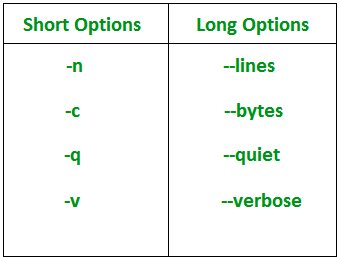 Short Options Long Options
-n --lines
-c --bytes
-q --quiet
-v --verbose